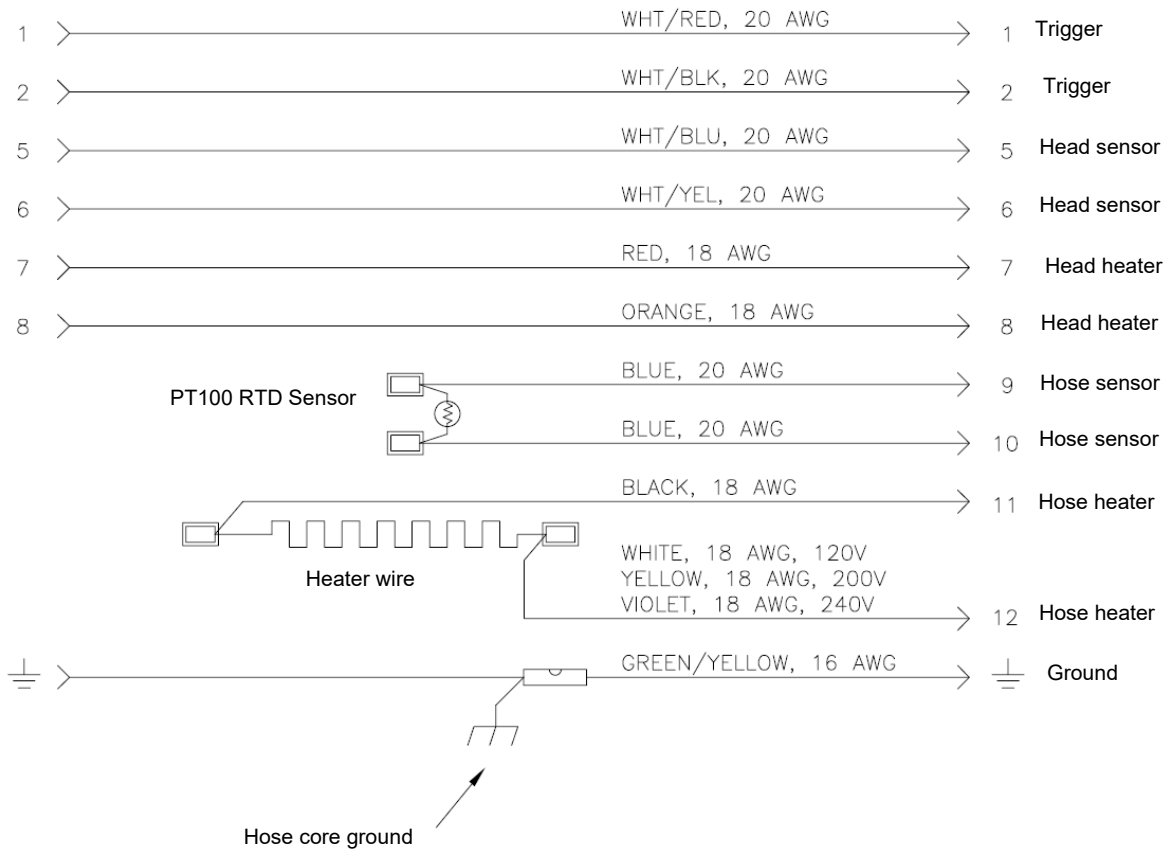 1 WHT/RED, 20 AWG 1 Trigger
2 WHT/BLK, 20 AWG 2 Trigger
5 WHT/BLU, 20 AWG 5 Head sensor
6 WHT/YEL, 20 AWG 6 Head sensor
7 RED, 18 AWG 7 Head heater
8 ORANGE, 18 AWG 8 Head heater
PT100 RTD Sensor
BLUE, 20 AWG 9 Hose sensor
BLUE, 20 AWG 10 Hose sensor
BLACK, 18 AWG 11 Hose heater
Heater wire
WHITE, 18 AWG, 120V
YELLOW, 18 AWG, 200V
VIOLET, 18 AWG, 240V
12 Hose heater
GREEN/YELLOW, 16 AWG Ground
Hose core ground